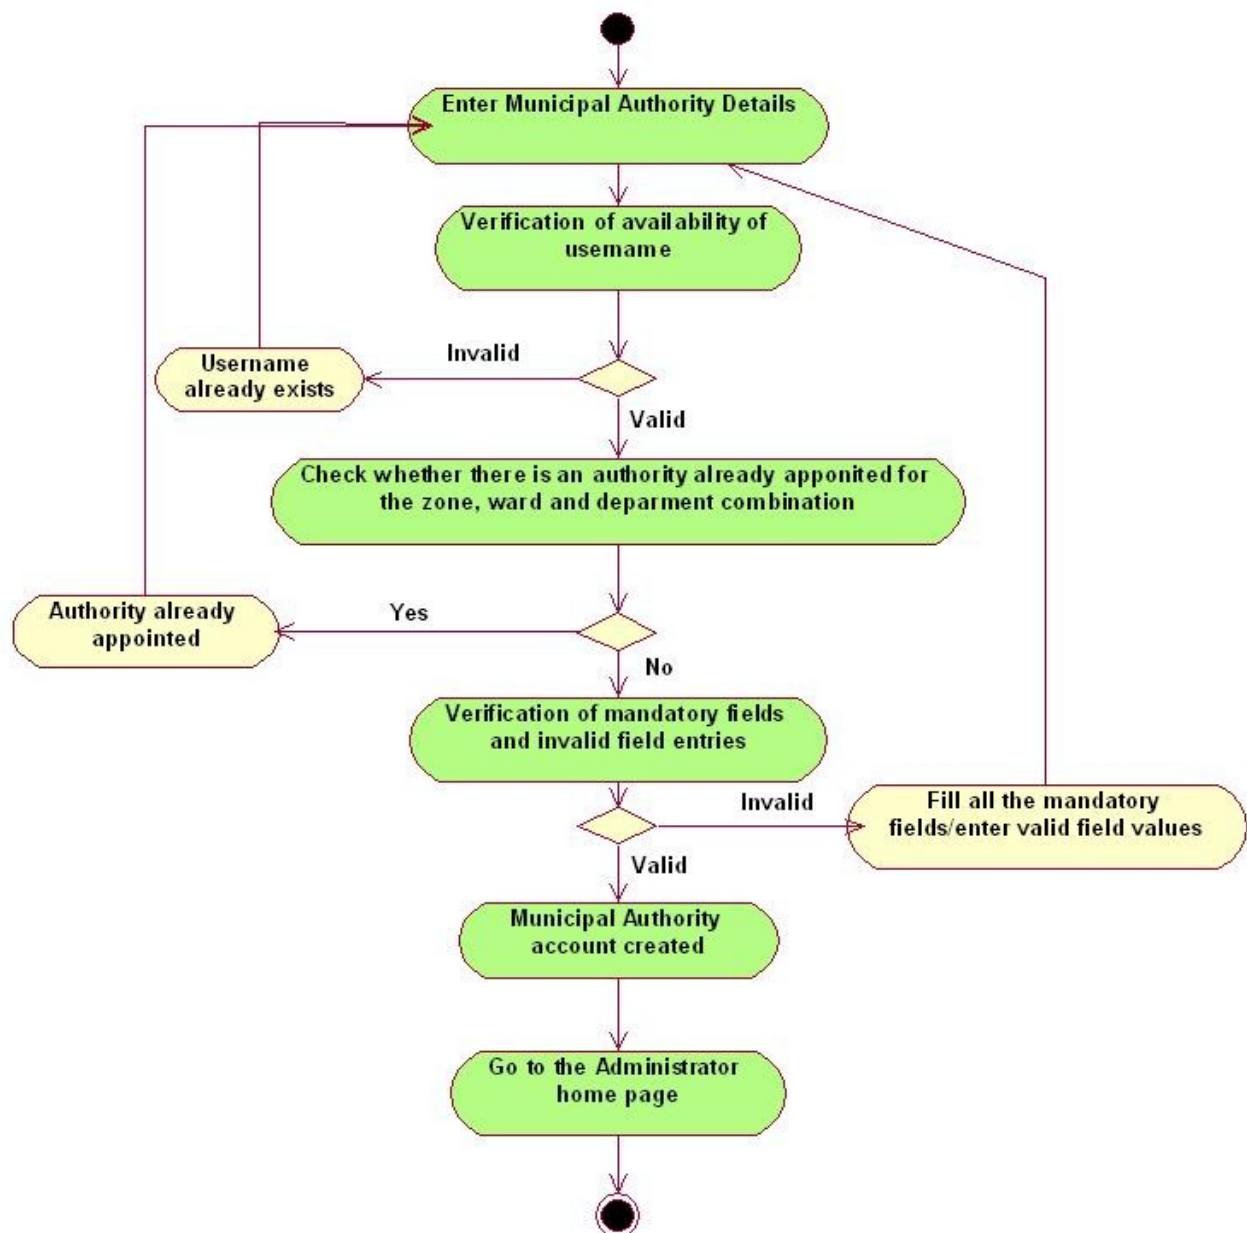 Enter Municipal Authority Details
Verification of availability of
username
Invalid
Username
already exists
Valid
Check whether there is an authority already apponited for
the zone, ward and deparment combination
Authority already
appointed
Yes
No
Verification of mandatory fields
and invalid field entries
Invalid
Fill all the mandatory
fields/enter valid field values
Valid
Municipal Authority
account created
Go to the Administrator
home page